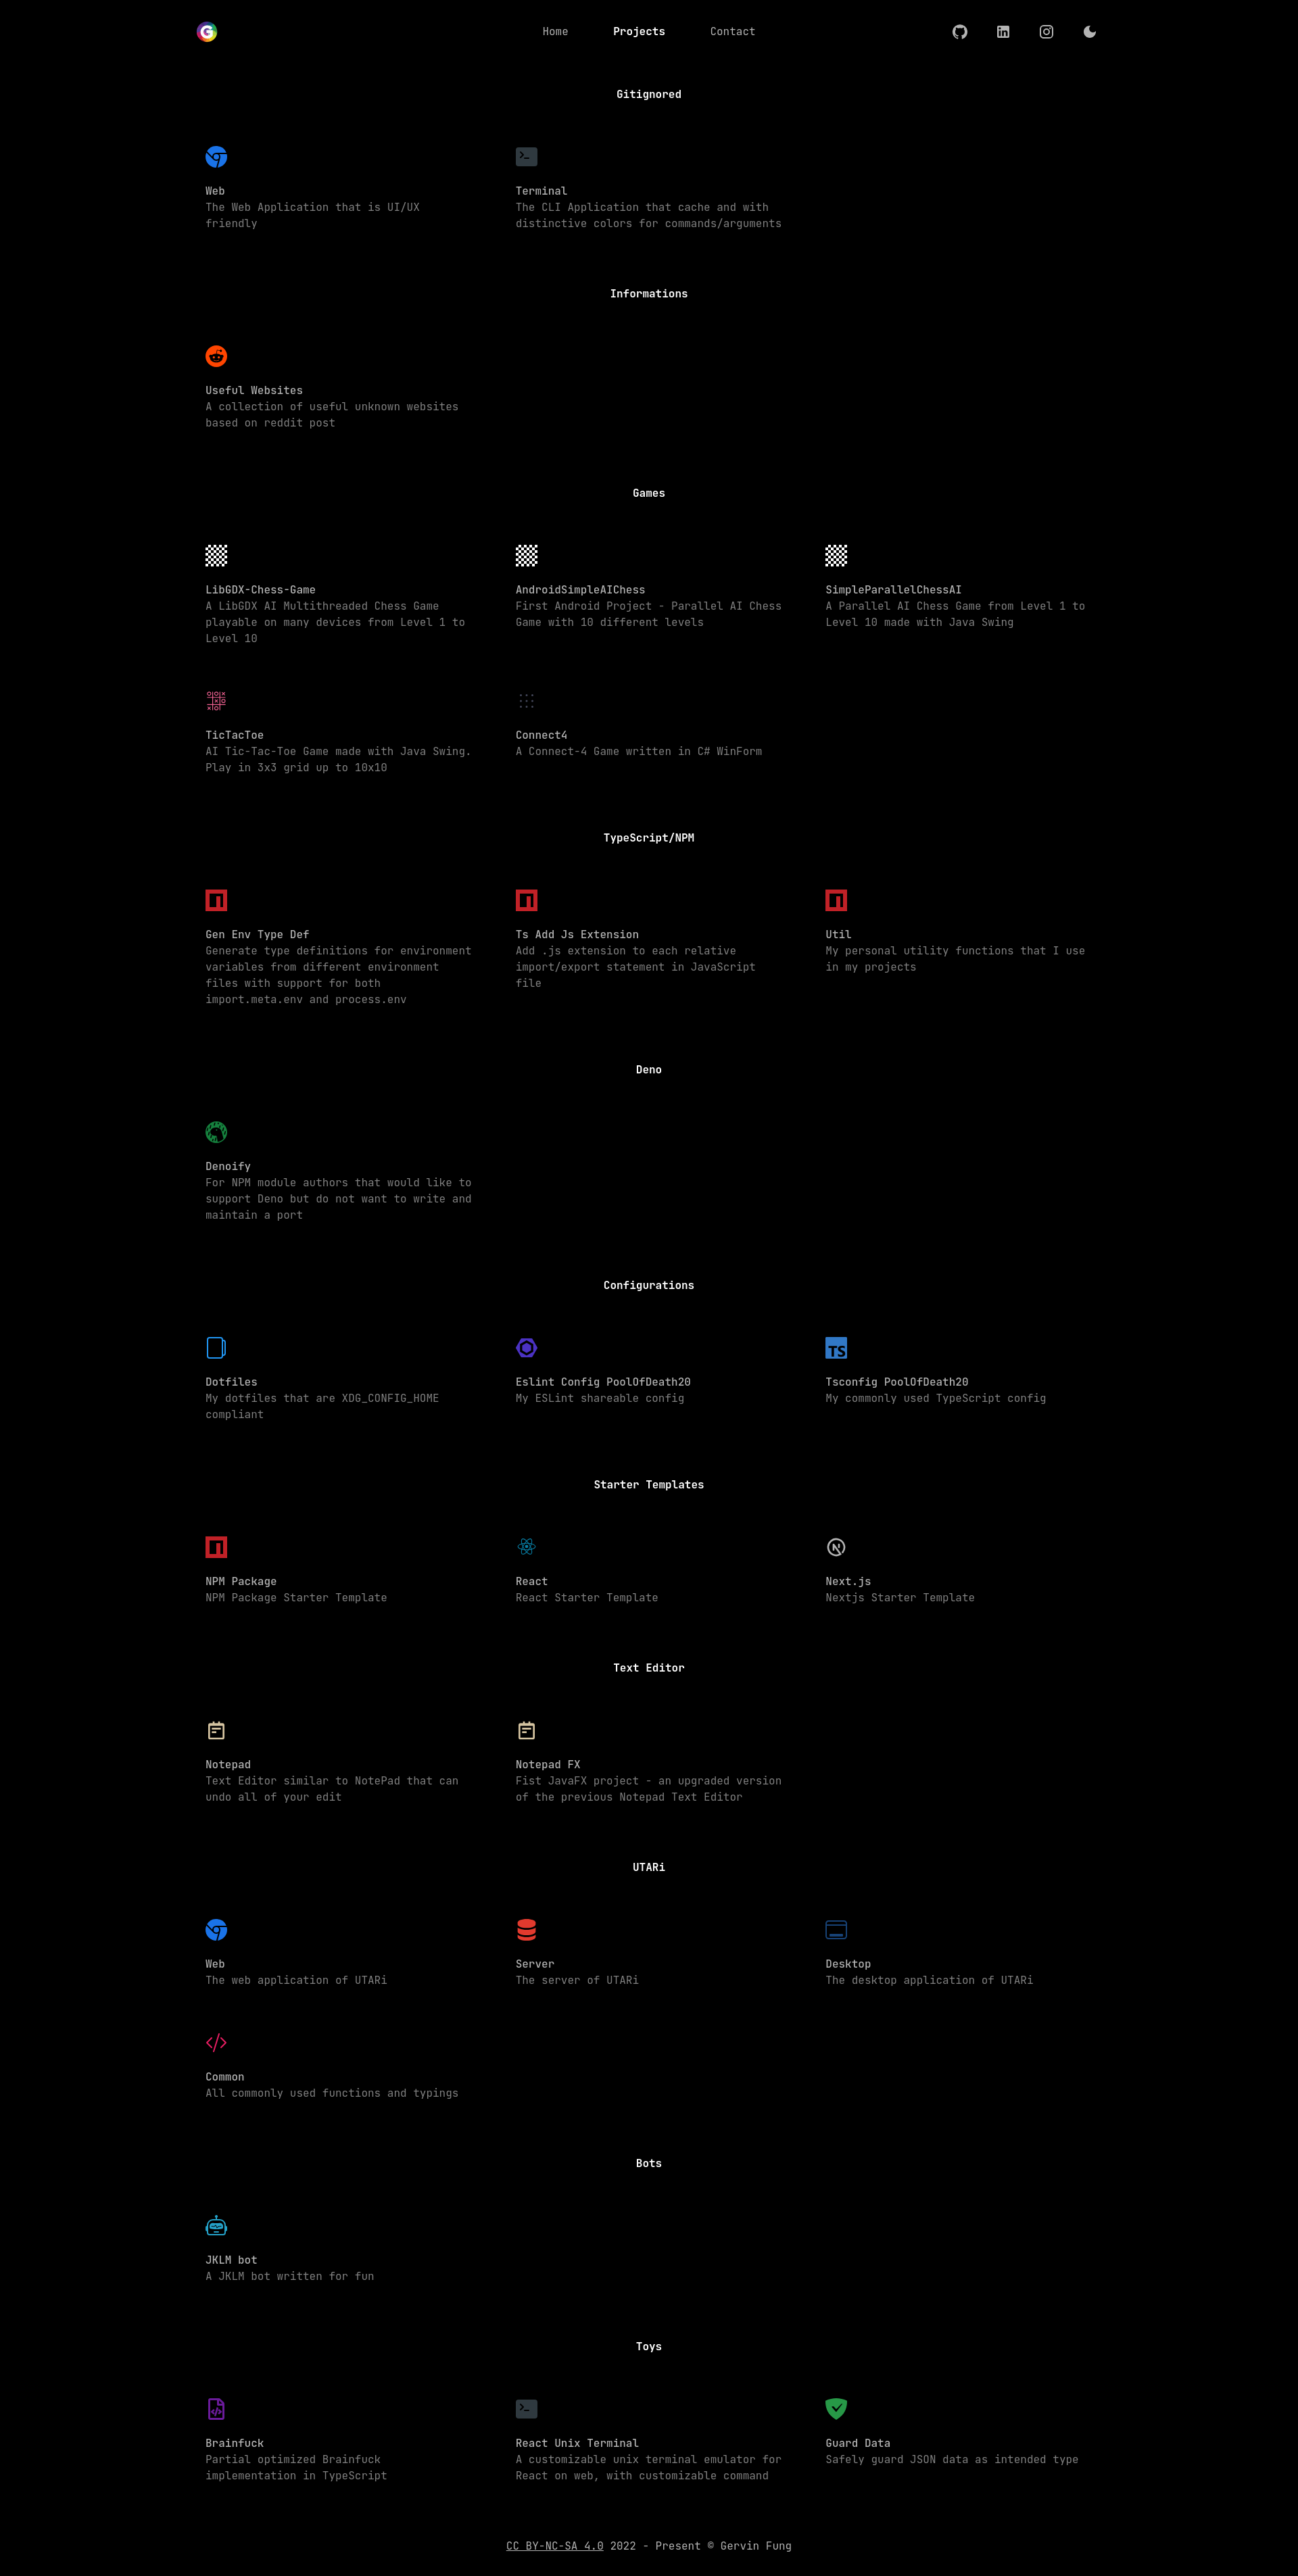 G
Home Projects Contact
Gitignored
Web
The Web Application that is UI/UX
friendly
Terminal
The CLI Application that cache and with
distinctive colors for commands/arguments
Informations
Useful Websites
A collection of useful unknown websites
based on reddit post
Games
LibGDX-Chess-Game
A LibGDX AI Multithreaded Chess Game
playable on many devices from Level 1 to
Level 10
AndroidSimpleAIChess
First Android Project - Parallel AI Chess
Game with 10 different levels
SimpleParallelChessAI
A Parallel AI Chess Game from Level 1 to
Level 10 made with Java Swing
TicTacToe
AI Tic-Tac-Toe Game made with Java Swing.
Play in 3x3 grid up to 10x10
Connect4
A Connect-4 Game written in C# WinForm
TypeScript/NPM
Gen Env Type Def
Generate type definitions for environment
variables from different environment
files with support for both
import.meta.env and process.env
Ts Add Js Extension
Add .js extension to each relative
import/export statement in JavaScript
file
Util
My personal utility functions that I use
in my projects
Deno
Denoify
For NPM module authors that would like to
support Deno but do not want to write and
maintain a port
Configurations
Dotfiles
My dotfiles that are XDG_CONFIG_HOME
compliant
Eslint Config PoolOfDeath20
My ESLint shareable config
TS
Tsconfig PoolOfDeath20
My commonly used TypeScript config
Starter Templates
NPM Package
NPM Package Starter Template
React
React Starter Template
Next.js
Nextjs Starter Template
Text Editor
Notepad
Text Editor similar to NotePad that can
undo all of your edit
Notepad FX
Fist JavaFX project - an upgraded version
of the previous Notepad Text Editor
UTARi
Web
The web application of UTARi
Server
The server of UTARi
Desktop
The desktop application of UTARi
Common
All commonly used functions and typings
Bots
JKLM bot
A JKLM bot written for fun
Toys
Brainfuck
Partial optimized Brainfuck
implementation in TypeScript
React Unix Terminal
A customizable unix terminal emulator for
React on web, with customizable command
Guard Data
Safely guard JSON data as intended type
CC BY-NC-SA 4.0 2022 - Present © Gervin Fung